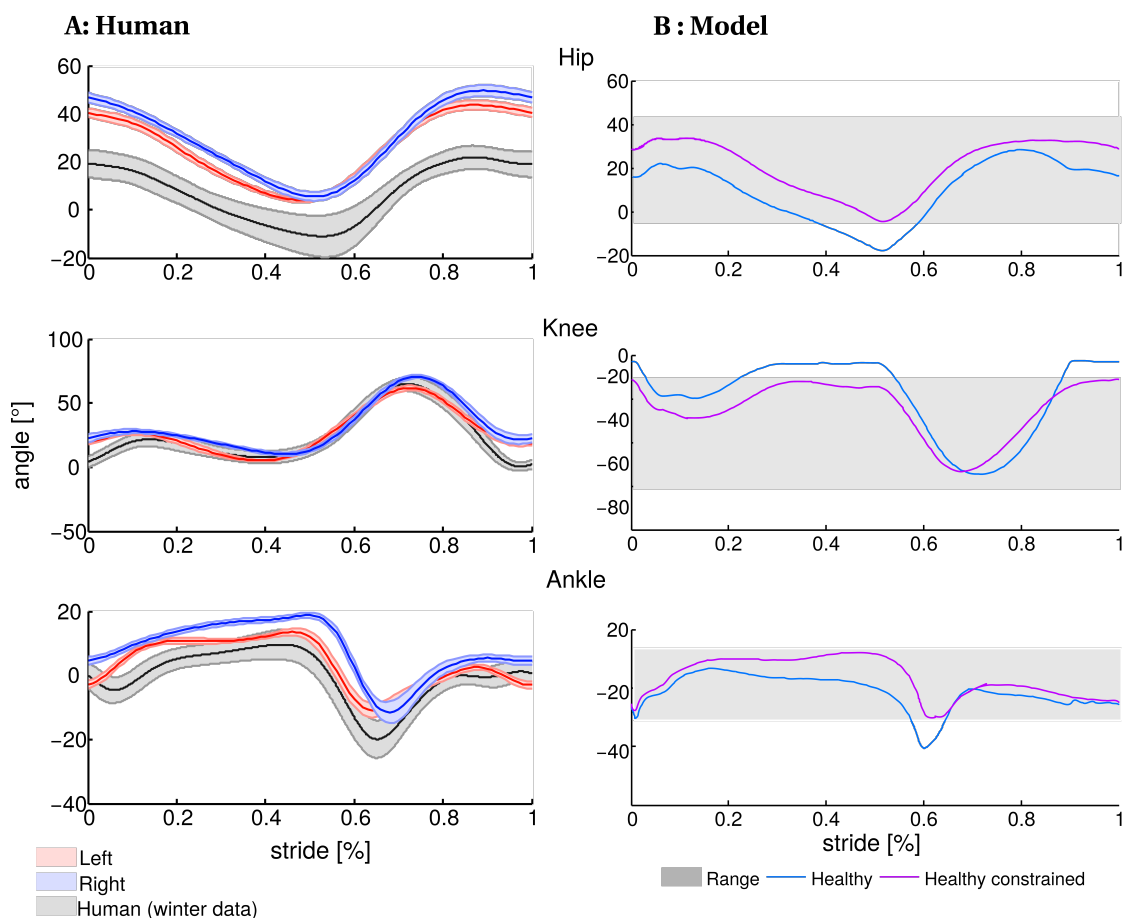 A: Human
B : Model
Hip
60
40
20
0
−20
0 0.2 0.4 0.6 0.8 1
60
40
20
0
−20
0 0.2 0.4 0.6 0.8 1
Knee
angle [°]
100
50
0
−50
0 0.2 0.4 0.6 0.8 1
0
−20
−40
−60
−80
0 0.2 0.4 0.6 0.8 1
Ankle
20
0
−20
−40
0 0.2 0.4 0.6 0.8 1
stride [%]
20
−20
−40
0 0.2 0.4 0.6 0.8 1
stride [%]
Left
Right
Human (winter data)
Range Healthy Healthy constrained